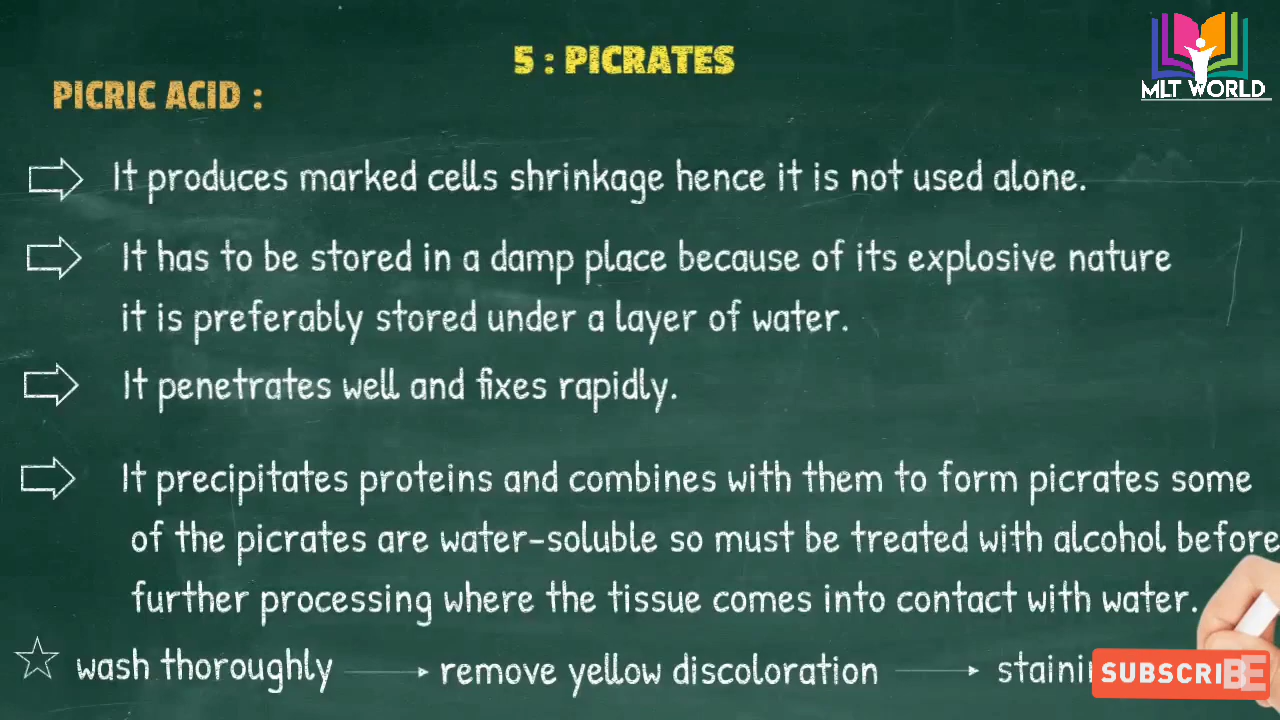 5 : PICRATES
MLT WORLD
PICRIC ACID :
It produces marked cells shrinkage hence it is not used alone.
It has to be stored in a damp place because of its explosive nature
it is preferably stored under a layer of water.
It penetrates well and fixes rapidly.
It precipitates proteins and combines with them to form picrates some
of the picrates are water-soluble so must be treated with alcohol before
further processing where the tissue comes into contact with water.
wash thoroughly → remove yellow discoloration →
SUBSCRIBE